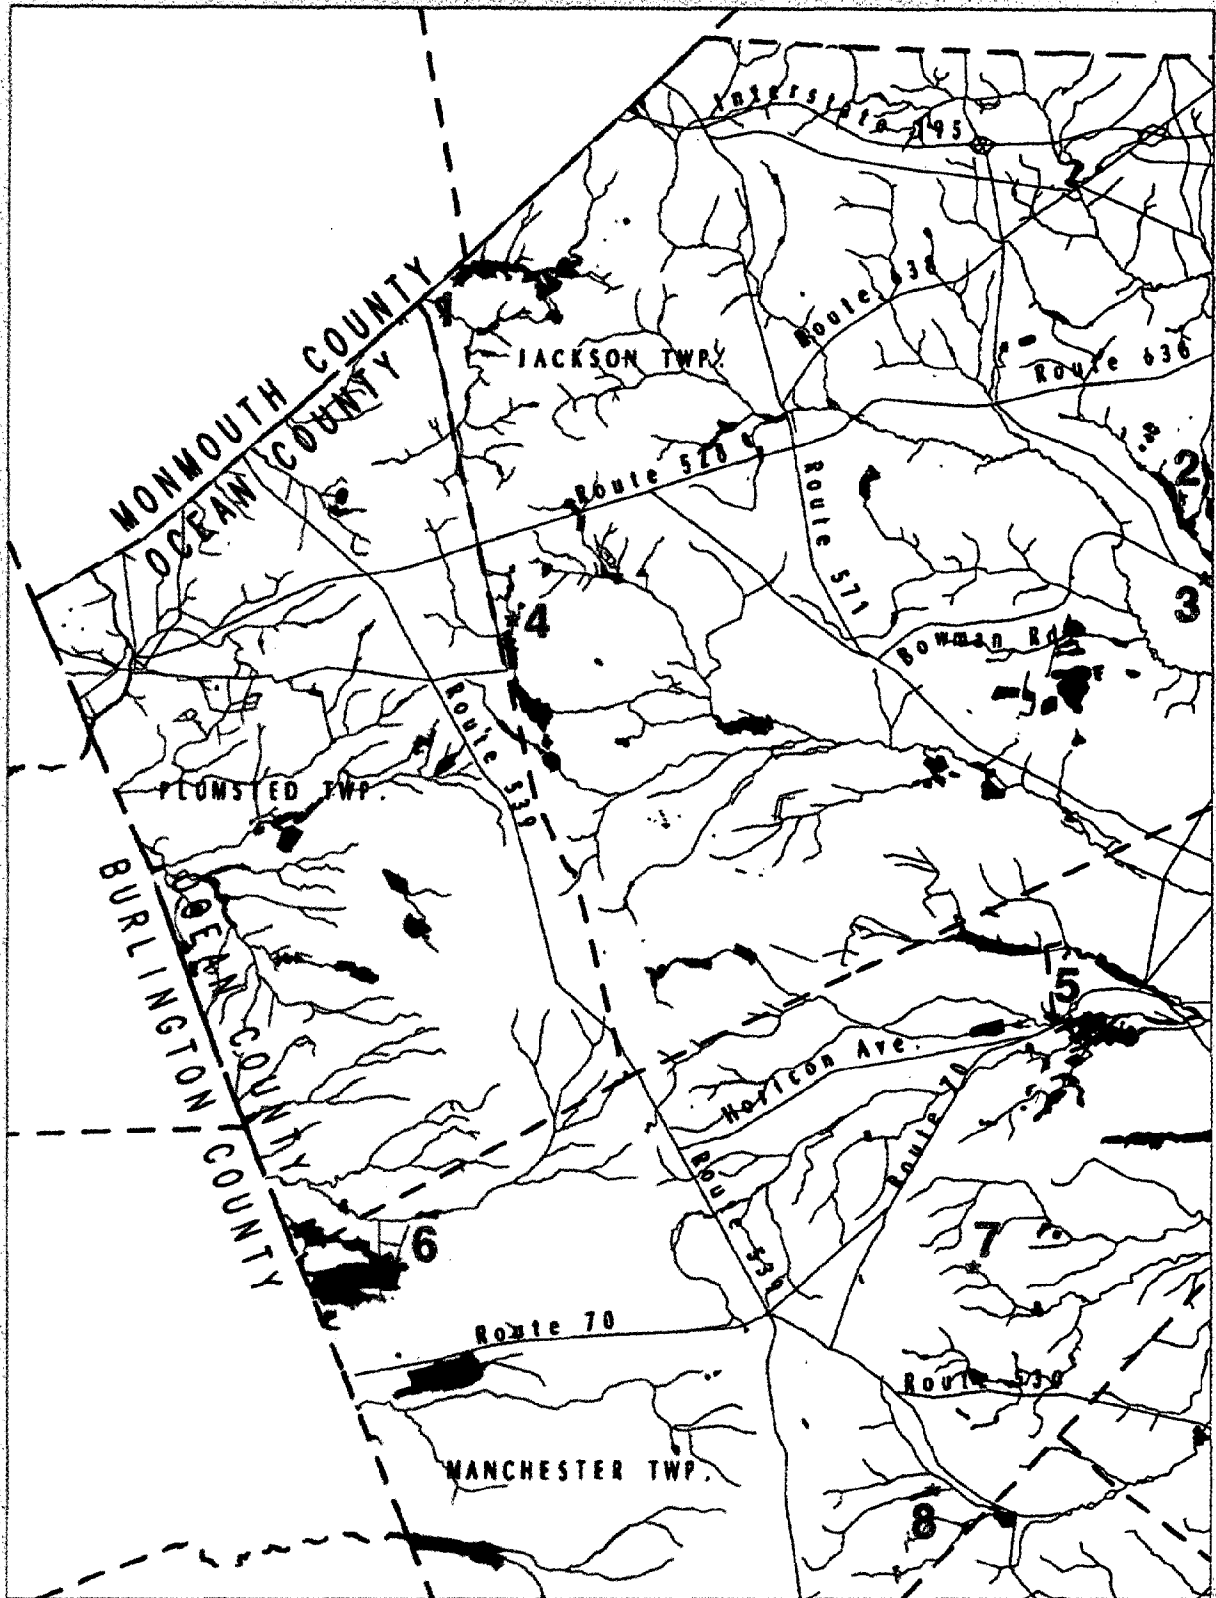 Interstate 195
MONMOUTH COUNTY
OCEAN COUNTY
1
JACKSON TWP.
Route 638
Route 636
Route 528
Route 571
2
3
4
Bowman Rd.
Route 539
PLUMSTED TWP.
BURLINGTON COUNTY
OCEAN COUNTY
5
Horicon Ave.
Route 70
6
Route 539
7
Route 70
Route 530
MANCHESTER TWP.
8